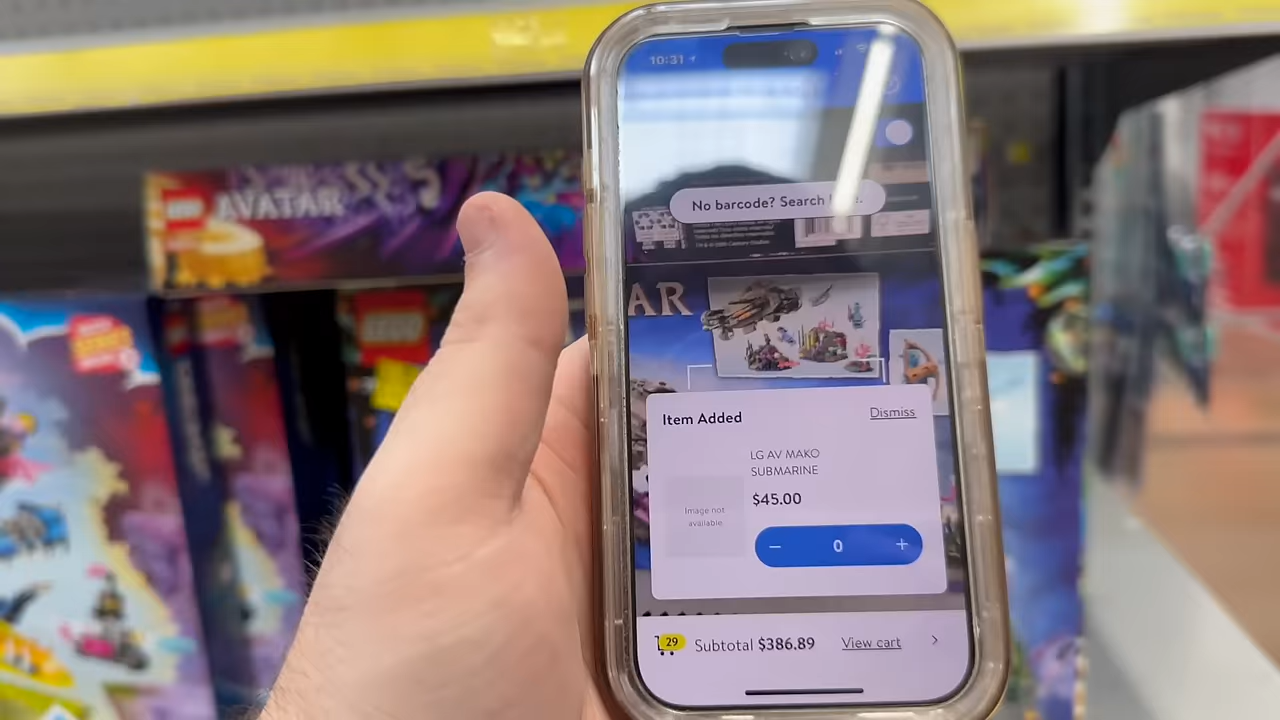 10:31
No barcode? Search
LEGO AVATAR
AR
LEGO
Item Added
Dismiss
LG AV MAKO
SUBMARINE
$45.00
Image not
available
− 0 +
29 Subtotal $386.89 View cart >